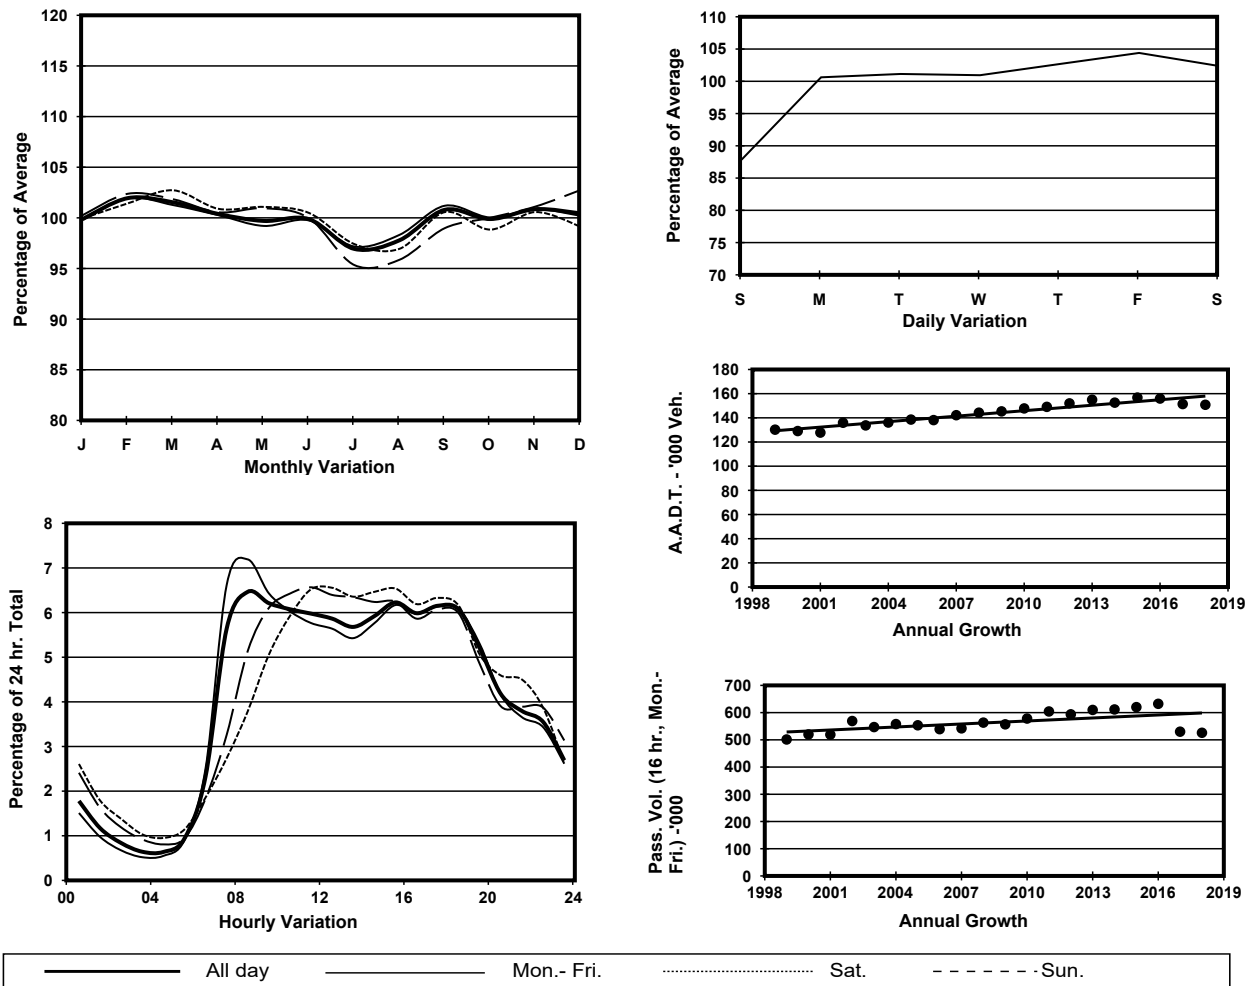 120
115
110
105
100
95
90
85
80
Percentage of Average
J F M A M J J A S O N D
Monthly Variation
110
105
100
95
90
85
80
75
70
Percentage of Average
S M T W T F S
Daily Variation
180
160
140
120
100
80
60
40
20
0
A.A.D.T. - '000 Veh.
1998 2001 2004 2007 2010 2013 2016 2019
Annual Growth
8
7
6
5
4
3
2
1
0
Percentage of 24 hr. Total
00 04 08 12 16 20 24
Hourly Variation
700
600
500
400
300
200
100
0
Pass. Vol. (16 hr., Mon.-
Fri.) -'000
1998 2001 2004 2007 2010 2013 2016 2019
Annual Growth
All day Mon.- Fri. Sat. Sun.